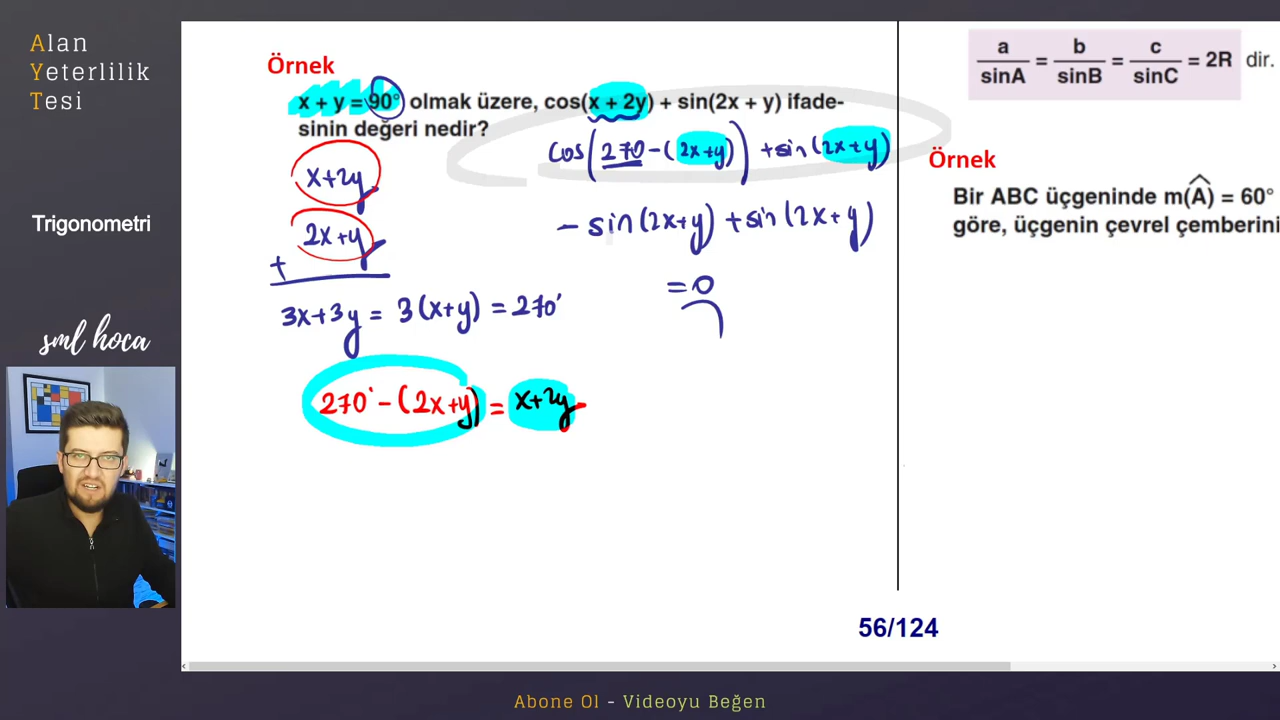 Alan
Yeterlilik
Tesi
Trigonometri
sml hoca
Örnek
x + y = 90° olmak üzere, cos(x + 2y) + sin(2x + y) ifade-
sinin değeri nedir?
x+2y
2x+y
+
3x+3y = 3(x+y) = 270°
270° - (2x+y) = x+2y
cos(270-(2x+y)) + sin(2x+y)
- sin(2x+y) + sin(2x+y)
= 0
a/sinA = b/sinB = c/sinC = 2R dir.
Örnek
Bir ABC üçgeninde m(Â) = 60°
göre, üçgenin çevrel çemberini
56/124
Abone Ol - Videoyu Beğen